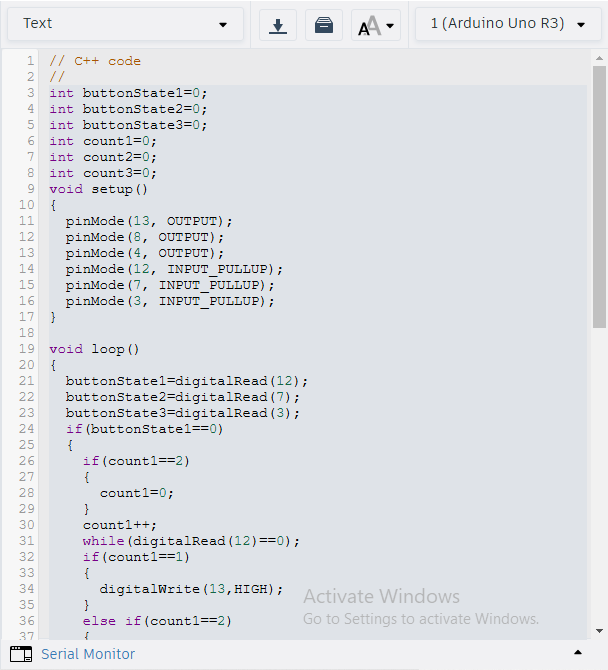 Text
1 (Arduino Uno R3)
1 // C++ code
2 //
3 int buttonState1=0;
4 int buttonState2=0;
5 int buttonState3=0;
6 int count1=0;
7 int count2=0;
8 int count3=0;
9 void setup()
10 {
11   pinMode(13, OUTPUT);
12   pinMode(8, OUTPUT);
13   pinMode(4, OUTPUT);
14   pinMode(12, INPUT_PULLUP);
15   pinMode(7, INPUT_PULLUP);
16   pinMode(3, INPUT_PULLUP);
17 }
18
19 void loop()
20 {
21   buttonState1=digitalRead(12);
22   buttonState2=digitalRead(7);
23   buttonState3=digitalRead(3);
24   if(buttonState1==0)
25   {
26     if(count1==2)
27     {
28       count1=0;
29     }
30     count1++;
31     while(digitalRead(12)==0);
32     if(count1==1)
33     {
34       digitalWrite(13,HIGH);
35     }
36     else if(count1==2)
37     {
Activate Windows
Go to Settings to activate Windows.
Serial Monitor